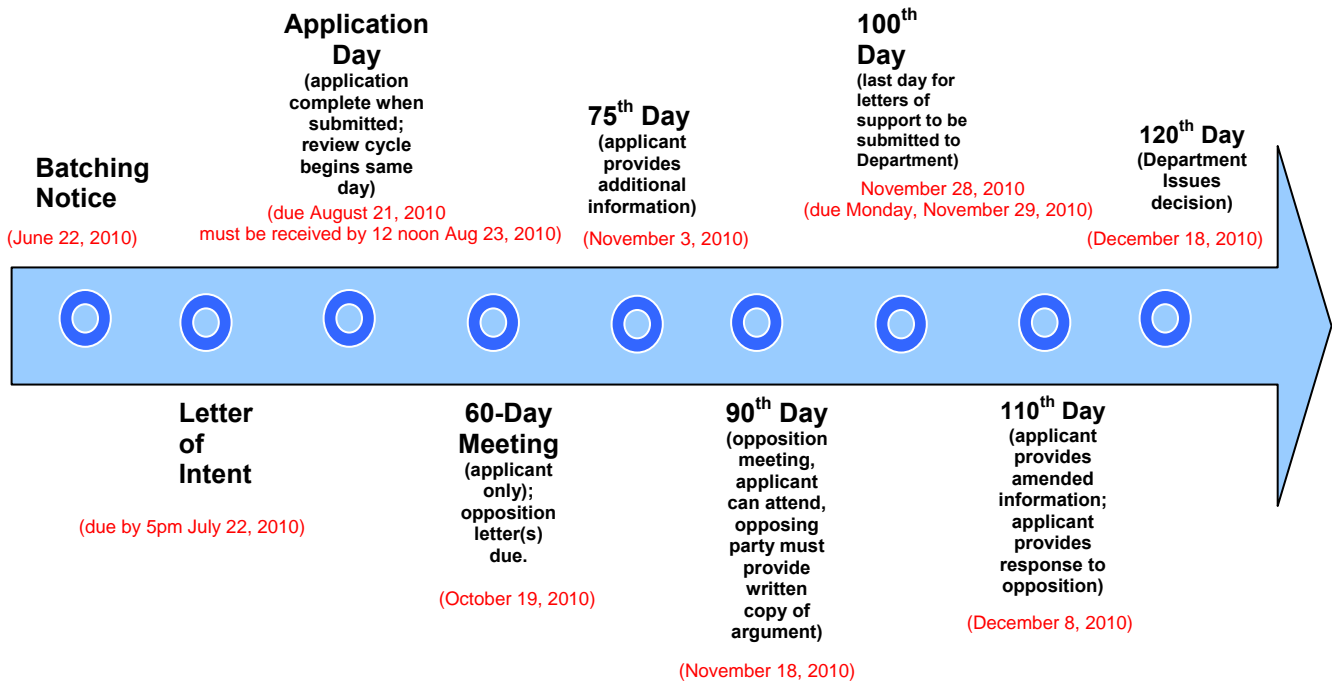 Batching
Notice
(June 22, 2010)
Letter
of
Intent
(due by 5pm July 22, 2010)
Application
Day
(application
complete when
submitted;
review cycle
begins same
day)
(due August 21, 2010
must be received by 12 noon Aug 23, 2010)
60-Day
Meeting
(applicant
only);
opposition
letter(s)
due.
(October 19, 2010)
75th Day
(applicant
provides
additional
information)
(November 3, 2010)
90th Day
(opposition
meeting,
applicant
can attend,
opposing
party must
provide
written
copy of
argument)
(November 18, 2010)
100th
Day
(last day for
letters of
support to be
submitted to
Department)
November 28, 2010
(due Monday, November 29, 2010)
110th Day
(applicant
provides
amended
information;
applicant
provides
response to
opposition)
(December 8, 2010)
120th Day
(Department
Issues
decision)
(December 18, 2010)